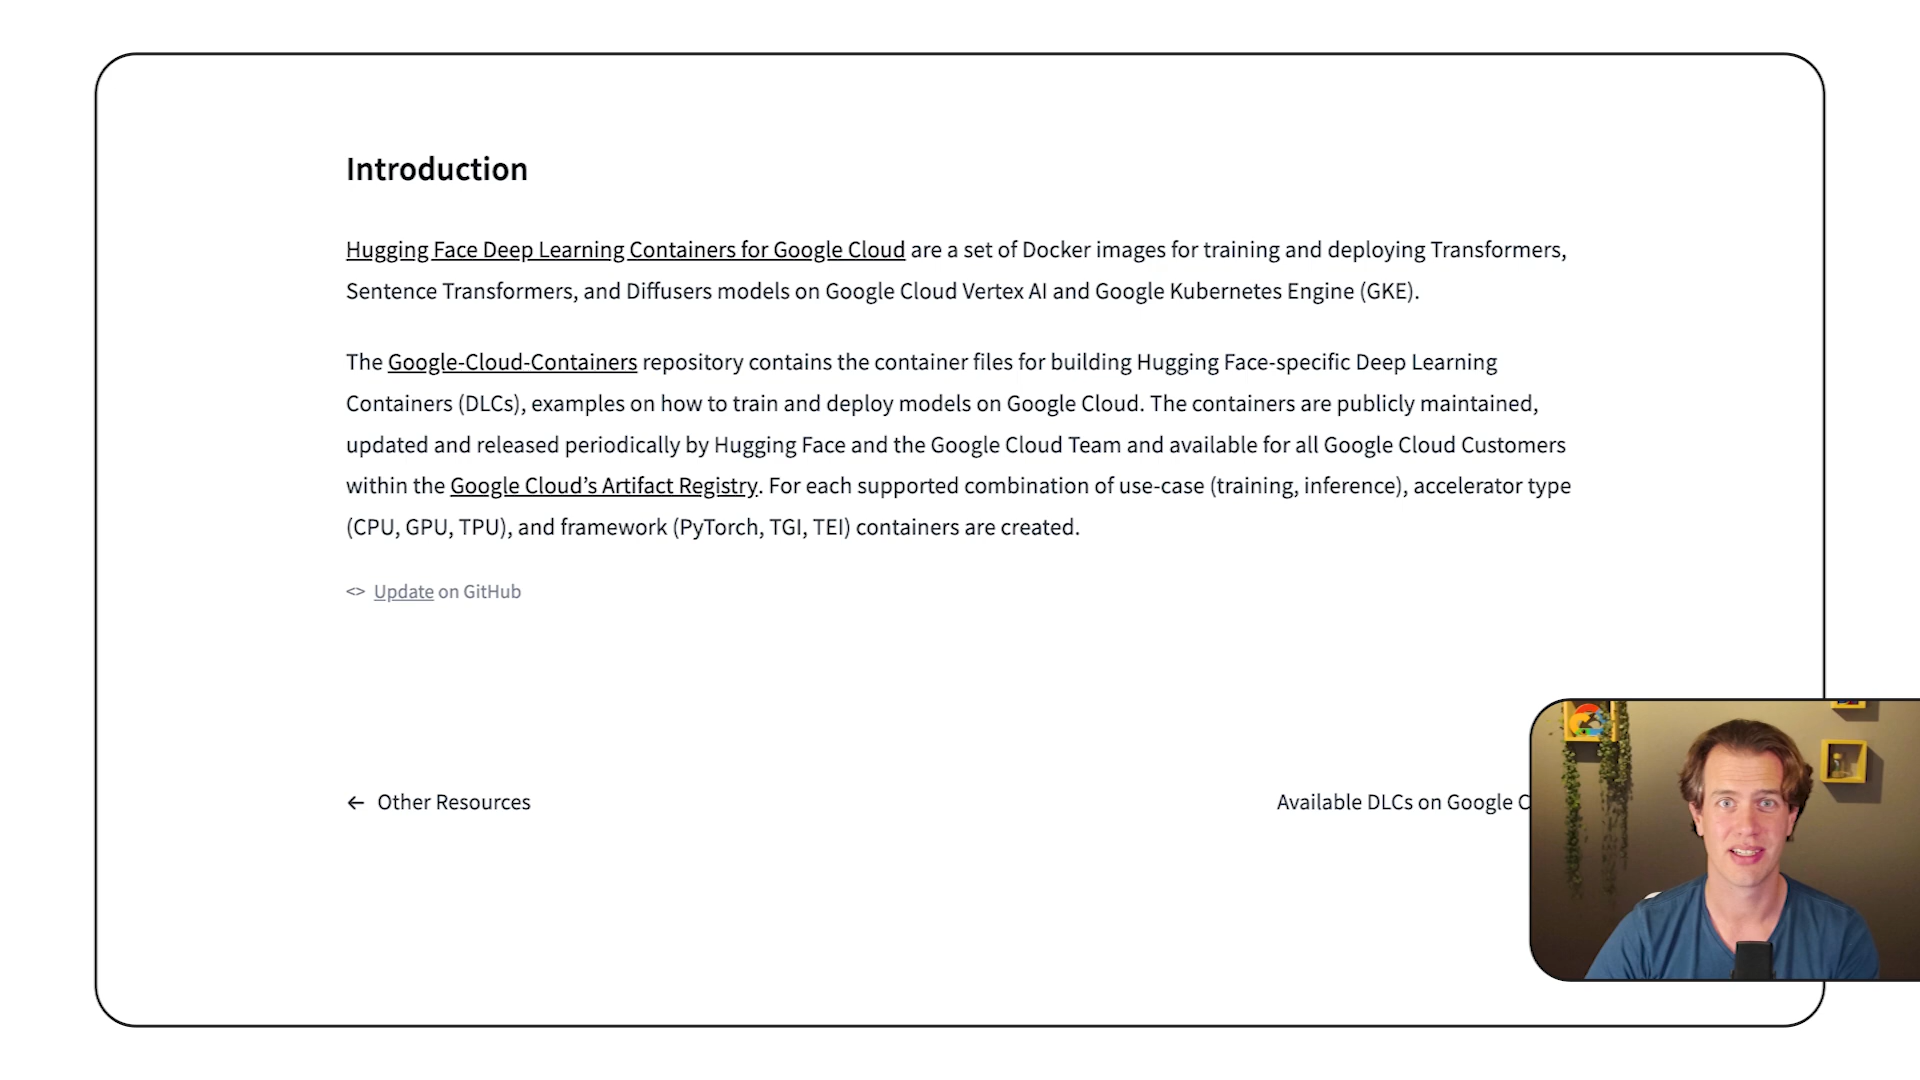 Introduction
Hugging Face Deep Learning Containers for Google Cloud are a set of Docker images for training and deploying Transformers,
Sentence Transformers, and Diffusers models on Google Cloud Vertex AI and Google Kubernetes Engine (GKE).
The Google-Cloud-Containers repository contains the container files for building Hugging Face-specific Deep Learning
Containers (DLCs), examples on how to train and deploy models on Google Cloud. The containers are publicly maintained,
updated and released periodically by Hugging Face and the Google Cloud Team and available for all Google Cloud Customers
within the Google Cloud’s Artifact Registry. For each supported combination of use-case (training, inference), accelerator type
(CPU, GPU, TPU), and framework (PyTorch, TGI, TEI) containers are created.
<> Update on GitHub
← Other Resources
Available DLCs on Google